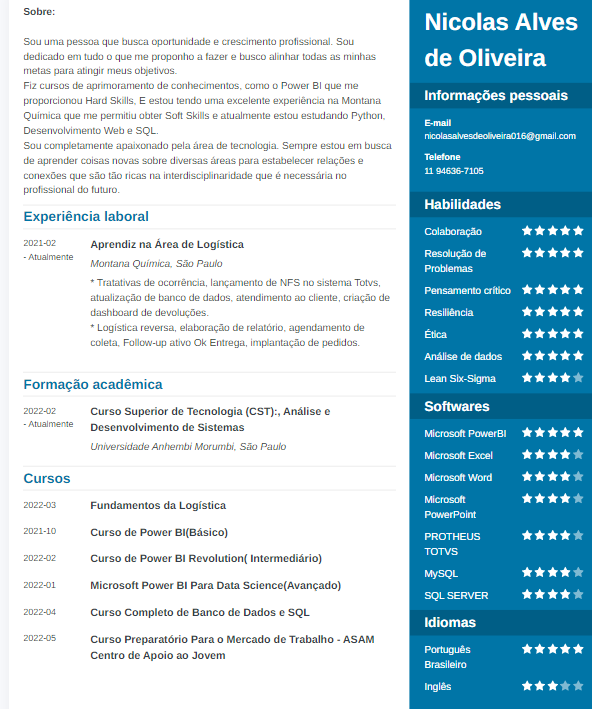 Sobre:
Sou uma pessoa que busca oportunidade e crescimento profissional. Sou
dedicado em tudo o que me proponho a fazer e busco alinhar todas as minhas
metas para atingir meus objetivos.
Fiz cursos de aprimoramento de conhecimentos, como o Power BI que me
proporcionou Hard Skills, E estou tendo uma excelente experiência na Montana
Química que me permitiu obter Soft Skills e atualmente estou estudando Python,
Desenvolvimento Web e SQL.
Sou completamente apaixonado pela área de tecnologia. Sempre estou em busca
de aprender coisas novas sobre diversas áreas para estabelecer relações e
conexões que são tão ricas na interdisciplinaridade que é necessária no
profissional do futuro.
Experiência laboral
2021-02
- Atualmente
Aprendiz na Área de Logística
Montana Química, São Paulo
* Tratativas de ocorrência, lançamento de NFS no sistema Totvs,
atualização de banco de dados, atendimento ao cliente, criação de
dashboard de devoluções.
* Logística reversa, elaboração de relatório, agendamento de
coleta, Follow-up ativo Ok Entrega, implantação de pedidos.
Formação acadêmica
2022-02
- Atualmente
Curso Superior de Tecnologia (CST):, Análise e
Desenvolvimento de Sistemas
Universidade Anhembi Morumbi, São Paulo
Cursos
2022-03 Fundamentos da Logística
2021-10 Curso de Power BI(Básico)
2022-02 Curso de Power BI Revolution( Intermediário)
2022-01 Microsoft Power BI Para Data Science(Avançado)
2022-04 Curso Completo de Banco de Dados e SQL
2022-05 Curso Preparatório Para o Mercado de Trabalho - ASAM
Centro de Apoio ao Jovem
Nicolas Alves
de Oliveira
Informações pessoais
E-mail
nicolasalvesdeoliveira016@gmail.com
Telefone
11 94636-7105
Habilidades
Colaboração
Resolução de
Problemas
Pensamento crítico
Resiliência
Ética
Análise de dados
Lean Six-Sigma
Softwares
Microsoft PowerBI
Microsoft Excel
Microsoft Word
Microsoft
PowerPoint
PROTHEUS
TOTVS
MySQL
SQL SERVER
Idiomas
Português
Brasileiro
Inglês